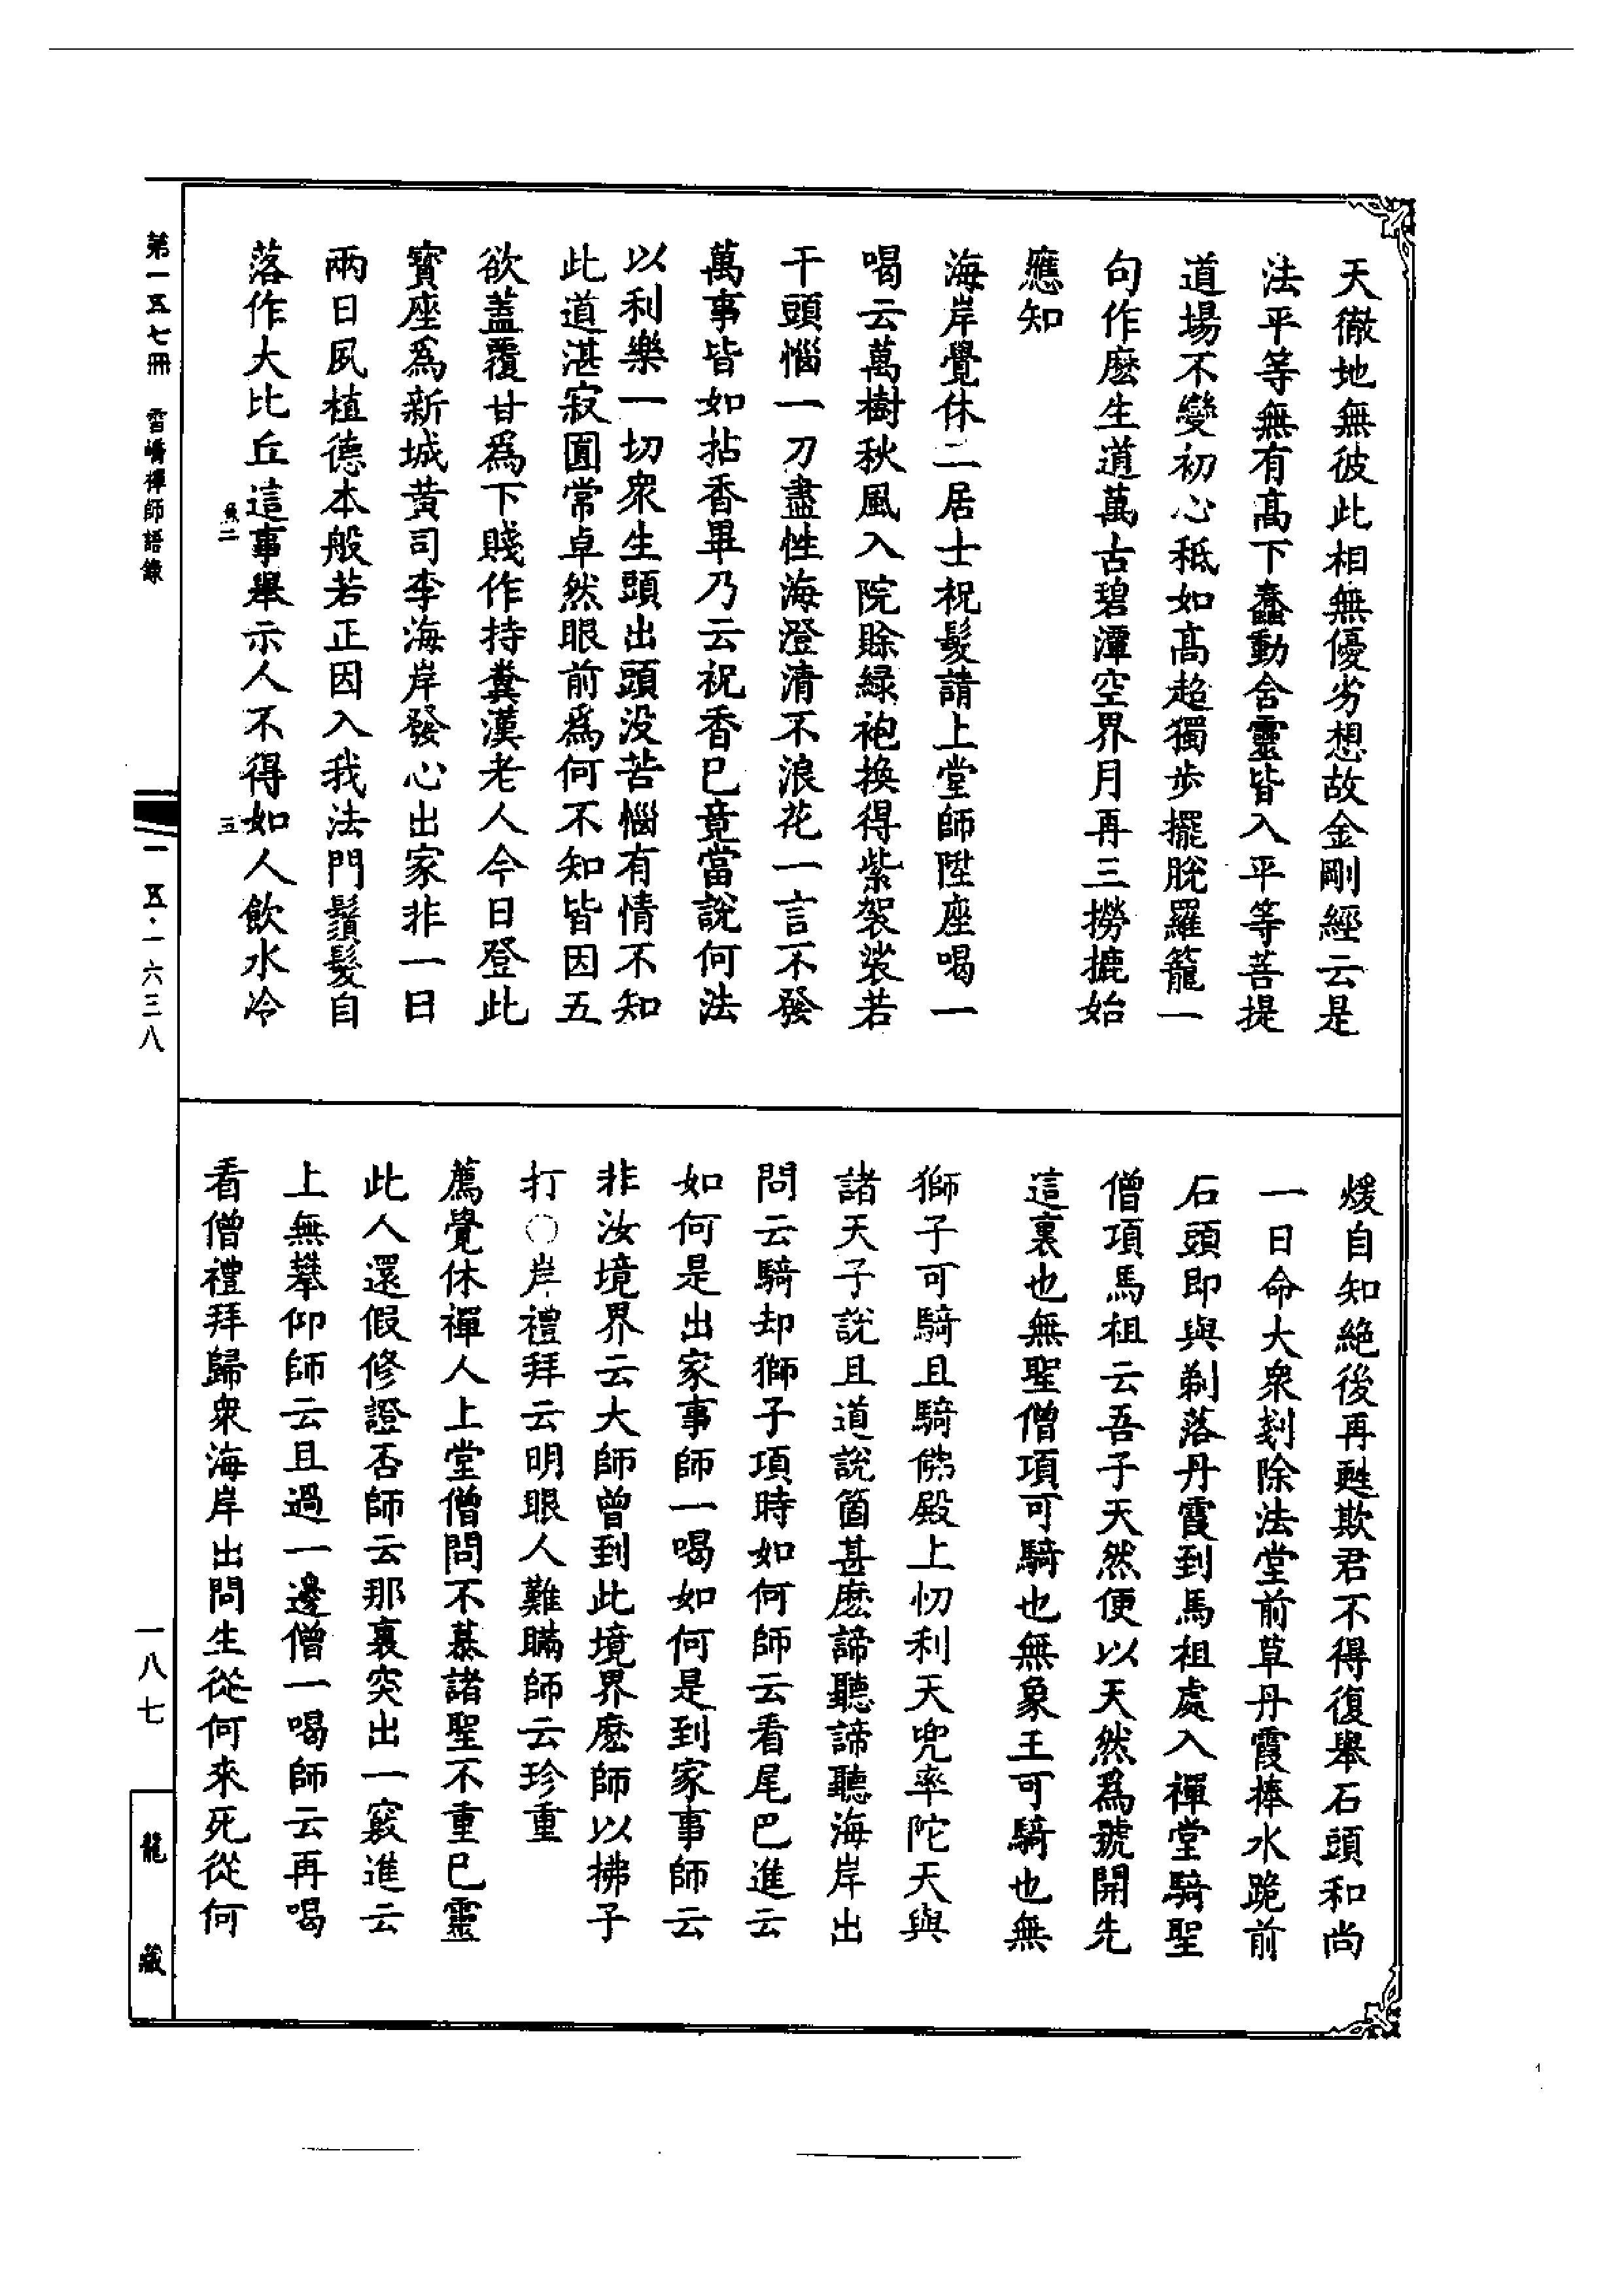 天徹地無彼此相無優劣想故金剛經云是
法平等無有高下蠢動含靈皆入平等菩提
道場不變初心秪如高超獨步擺脫羅籠一
句作麽生道萬古碧潭空界月再三撈摝始
應知
海岸覺休二居士祝髮請上堂師陞座喝一
喝云萬樹秋風入院賖緑袍換得紫袈裟若
干頭惱一刀盡性海澄清不浪花一言不發
萬事皆如拈香畢乃云祝香已竟當說何法
以利樂一切衆生頭出頭没苦惱有情不知
此道湛寂圓常卓然眼前爲何不知皆因五
欲蓋覆甘爲下賤作持糞漢老人今日登此
寶座爲新城黃司李海岸發心出家非一日
兩日夙植德本般若正因入我法門鬚髮自
落作大比丘這事舉示人不得如人飲水冷
煖自知絶後再甦欺君不得復舉石頭和尚
一日命大衆剗除法堂前草丹霞捧水跪前
石頭即與剃落丹霞到馬祖處入禪堂騎聖
僧項馬祖云吾子天然便以天然爲號開先
這裏也無聖僧項可騎也無象王可騎也無
獅子可騎且騎佛殿上忉利天兜率陀天與
諸天子說且道說箇甚麽諦聽諦聽海岸出
問云騎却獅子項時如何師云看尾巴進云
如何是出家事師一喝如何是到家事師云
非汝境界云大師曾到此境界麽師以拂子
打〇岸禮拜云明眼人難瞞師云珍重
薦覺休禪人上堂僧問不慕諸聖不重已靈
此人還假修證否師云那裏突出一竅進云
上無攀仰師云且過一邊僧一喝師云再喝
看僧禮拜歸衆海岸出問生從何來死從何
第一五七冊　雪嶠禪師語錄
一五·一六三八
一八七
龍藏